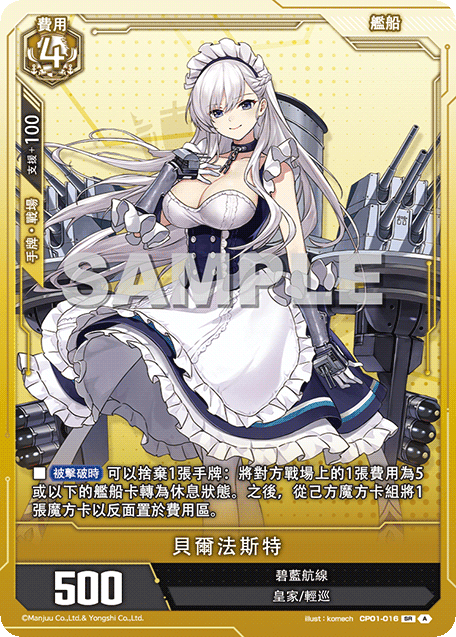 費用
4
艦船
支援+100
手牌・戰場
SAMPLE
■ 被擊破時 可以捨棄1張手牌：將對方戰場上的1張費用為5
或以下的艦船卡轉為休息狀態。之後，從己方魔方卡組將1
張魔方卡以反面置於費用區。
貝爾法斯特
500
碧藍航線
皇家/輕巡
©Manjuu Co.,Ltd.& Yongshi Co.,Ltd.
illust : komech CP01-016 SR A